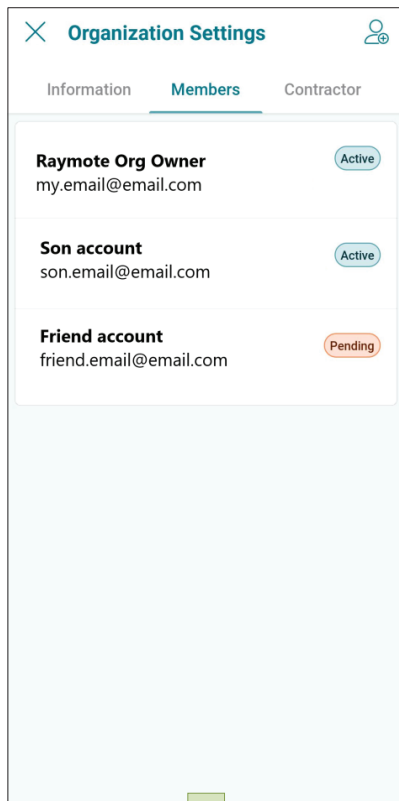 Organization Settings
Information Members Contractor
Raymote Org Owner Active
my.email@email.com
Son account Active
son.email@email.com
Friend account Pending
friend.email@email.com